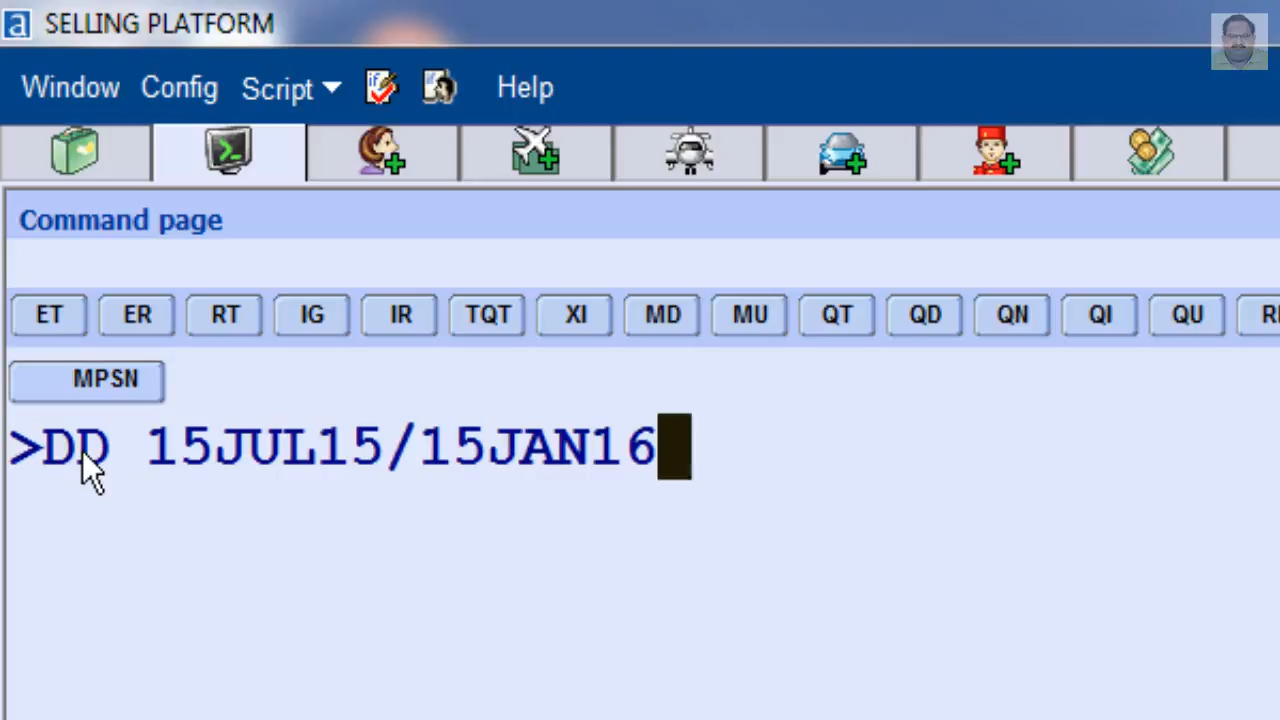 a SELLING PLATFORM
Window Config Script Help
Command page
ET ER RT IG IR TQT XI MD MU QT QD QN QI QU
MPSN
>DD 15JUL15/15JAN16